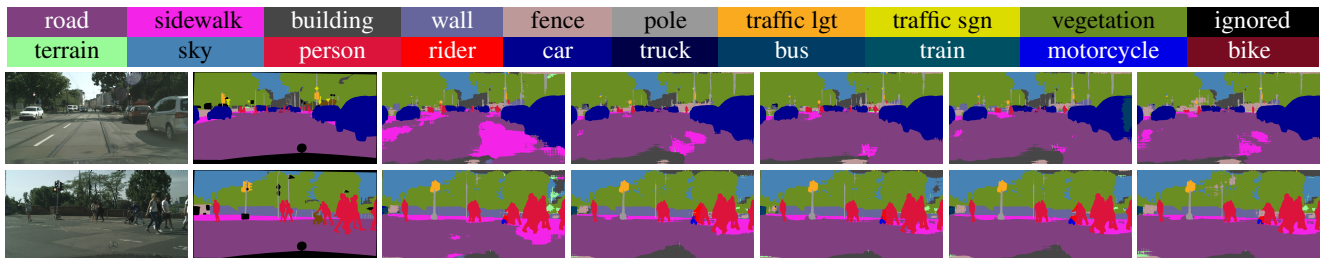 road sidewalk building wall fence pole traffic lgt traffic sgn vegetation ignored
terrain sky person rider car truck bus train motorcycle bike